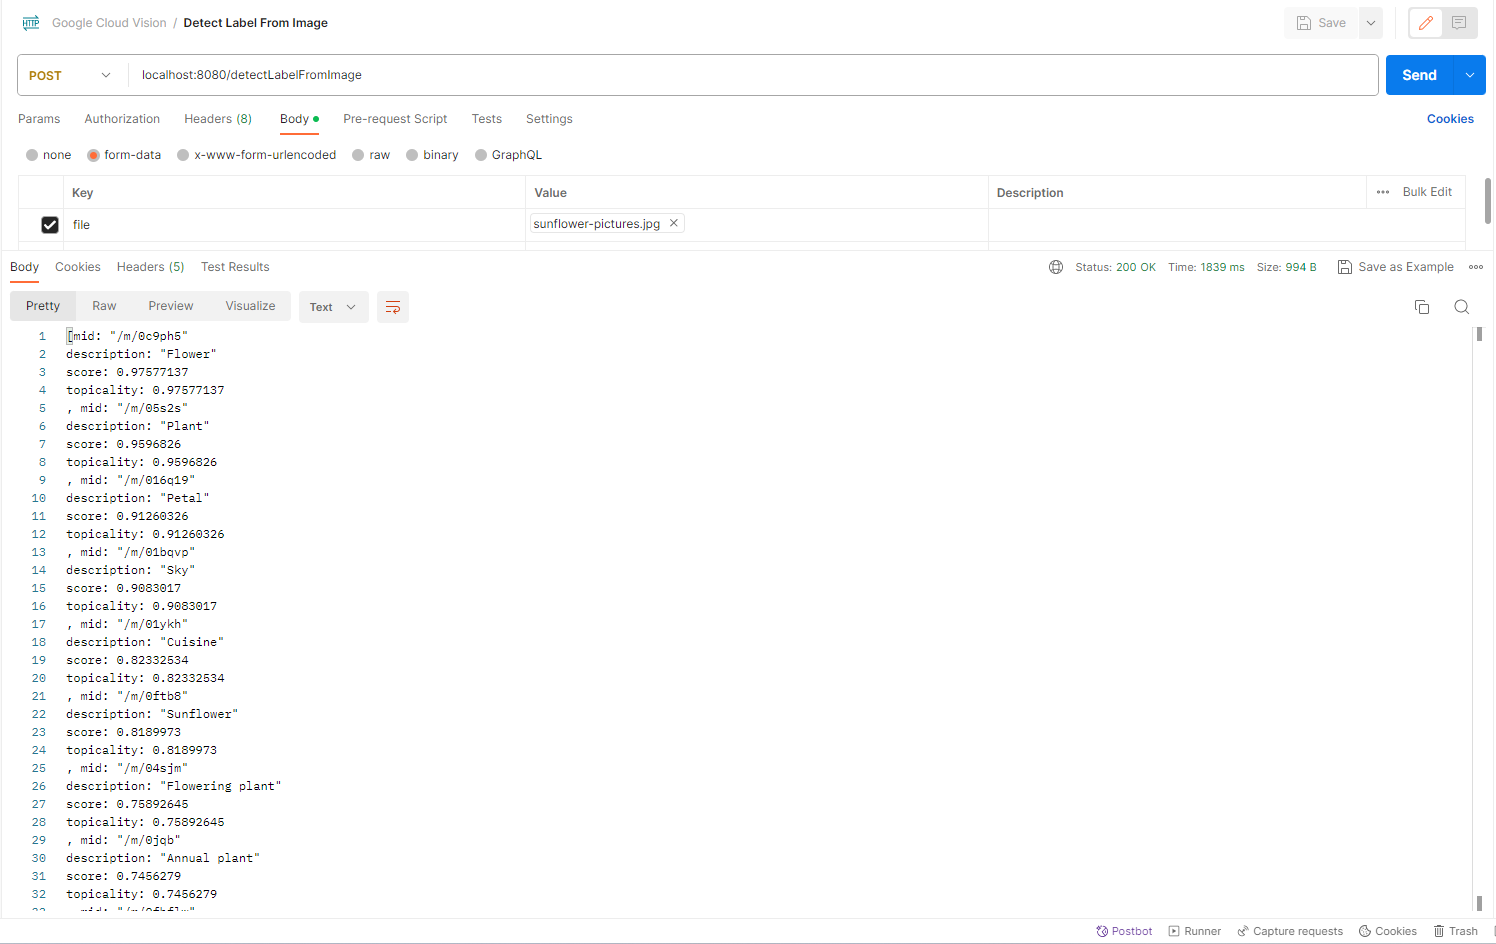 HTTP Google Cloud Vision / Detect Label From Image Save
POST localhost:8080/detectLabelFromImage Send
Params Authorization Headers (8) Body Pre-request Script Tests Settings Cookies
none form-data x-www-form-urlencoded raw binary GraphQL
Key Value Description Bulk Edit
file sunflower-pictures.jpg
Body Cookies Headers (5) Test Results Status: 200 OK Time: 1839 ms Size: 994 B Save as Example
Pretty Raw Preview Visualize Text
1 [mid: "/m/0c9ph5"
2 description: "Flower"
3 score: 0.97577137
4 topicality: 0.97577137
5 , mid: "/m/05s2s"
6 description: "Plant"
7 score: 0.9596826
8 topicality: 0.9596826
9 , mid: "/m/016q19"
10 description: "Petal"
11 score: 0.91260326
12 topicality: 0.91260326
13 , mid: "/m/01bqvp"
14 description: "Sky"
15 score: 0.9083017
16 topicality: 0.9083017
17 , mid: "/m/01ykh"
18 description: "Cuisine"
19 score: 0.82332534
20 topicality: 0.82332534
21 , mid: "/m/0ftb8"
22 description: "Sunflower"
23 score: 0.8189973
24 topicality: 0.8189973
25 , mid: "/m/04sjm"
26 description: "Flowering plant"
27 score: 0.75892645
28 topicality: 0.75892645
29 , mid: "/m/0jqb"
30 description: "Annual plant"
31 score: 0.7456279
32 topicality: 0.7456279
Postbot Runner Capture requests Cookies Trash